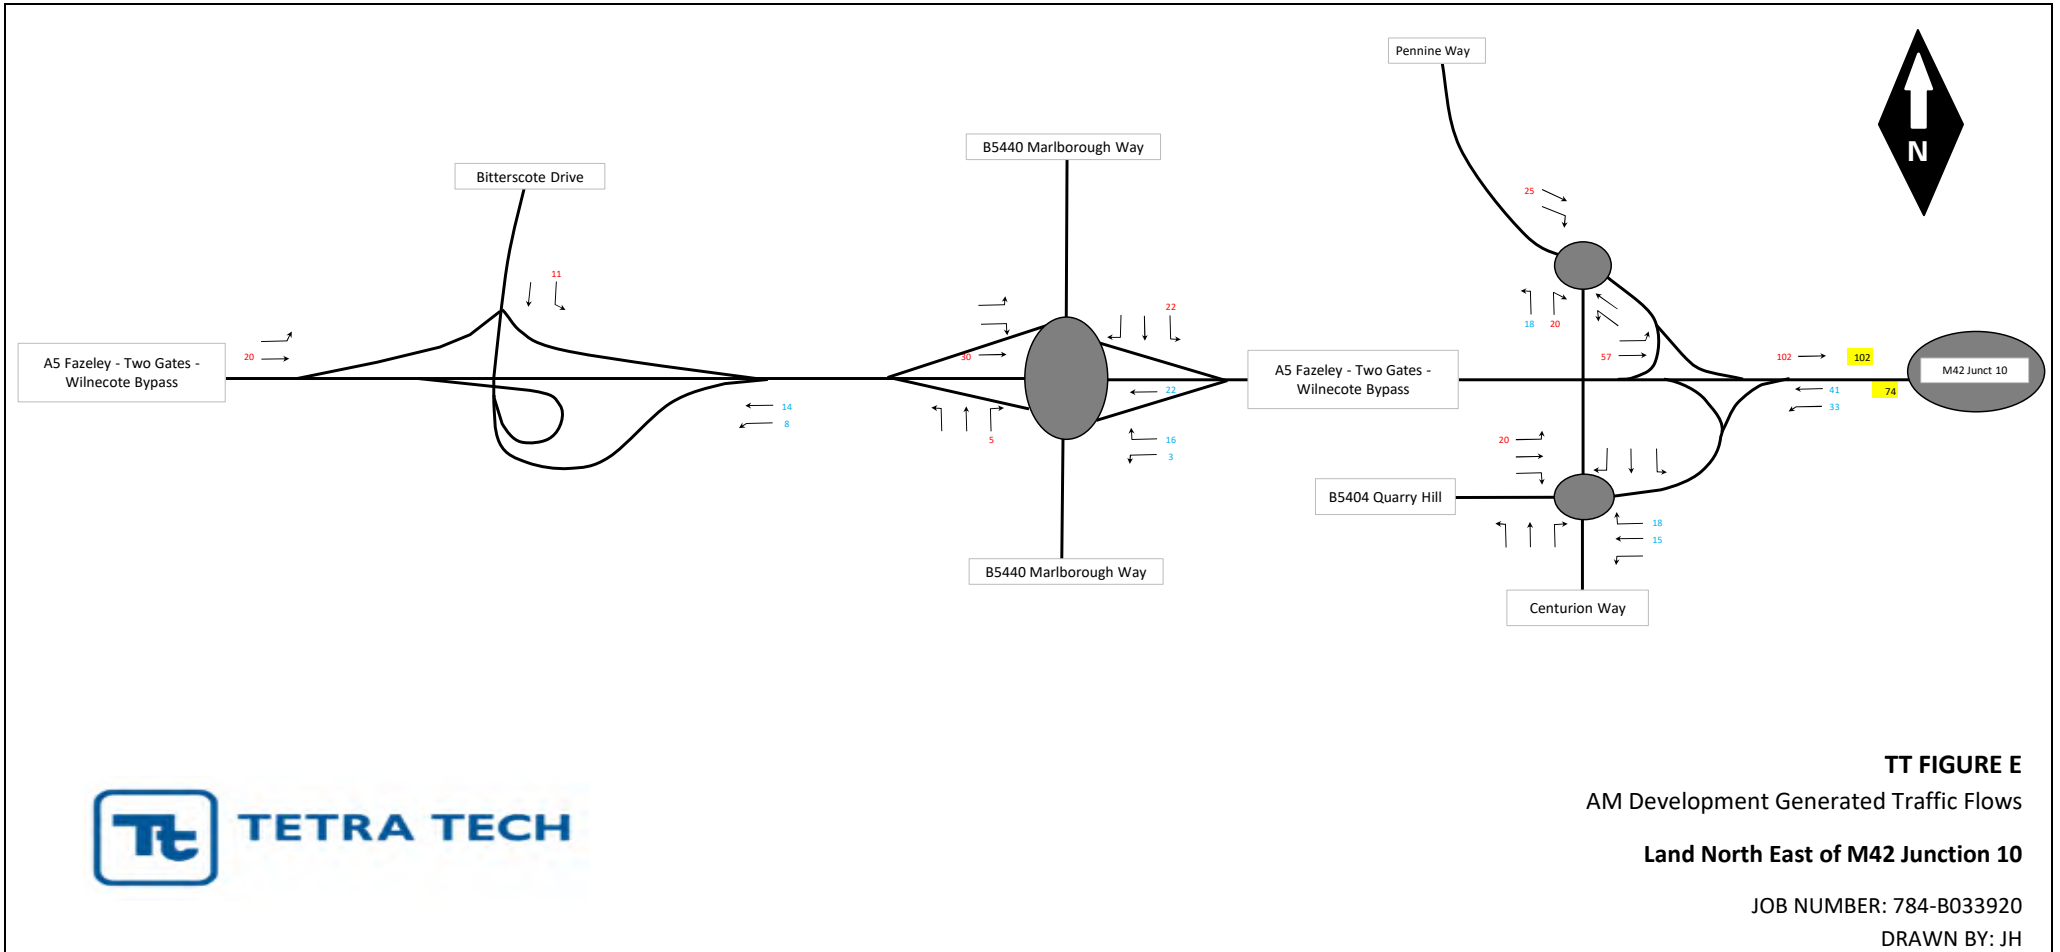 Pennine Way
N
B5440 Marlborough Way
Bitterscote Drive
25
11
22
18 20
20
A5 Fazeley - Two Gates -
Wilnecote Bypass
30
A5 Fazeley - Two Gates -
Wilnecote Bypass
57
102
102
M42 Junct 10
22
41
74
33
14
8
5
16
3
20
B5404 Quarry Hill
18
15
B5440 Marlborough Way
Centurion Way
TT FIGURE E
AM Development Generated Traffic Flows
Tt TETRA TECH
Land North East of M42 Junction 10
JOB NUMBER: 784-B033920
DRAWN BY: JH